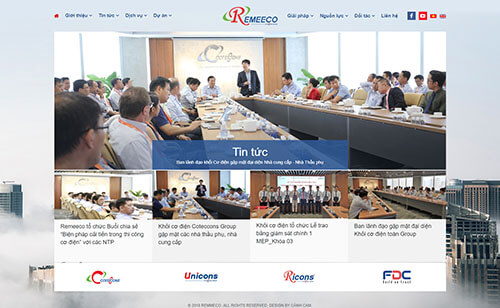 Giới thiệu Tin tức Dịch vụ Dự án REMEECO Giải pháp Nguồn lực Đối tác Liên hệ
COTECCONS
Tin tức
Ban lãnh đạo khối Cơ điện gặp mặt đại diện Nhà cung cấp - Nhà Thầu phụ
Remeeco tổ chức Buổi chia sẻ
“Biện pháp cải tiến trong thi công
cơ điện” với các NTP
Khối cơ điện Coteccons Group
gặp mặt các nhà thầu phụ, nhà
cung cấp
Khối cơ điện tổ chức Lễ trao
bằng giám sát chính 1
MEP_Khóa 03
Ban lãnh đạo gặp mặt đại diện
Khối cơ điện toàn Group
COTECCONS
Unicons
Ricons
FDC
build up trust
© 2018 REMEECO. ALL RIGHTS RESERVED. DESIGN BY CÁNH CAM.